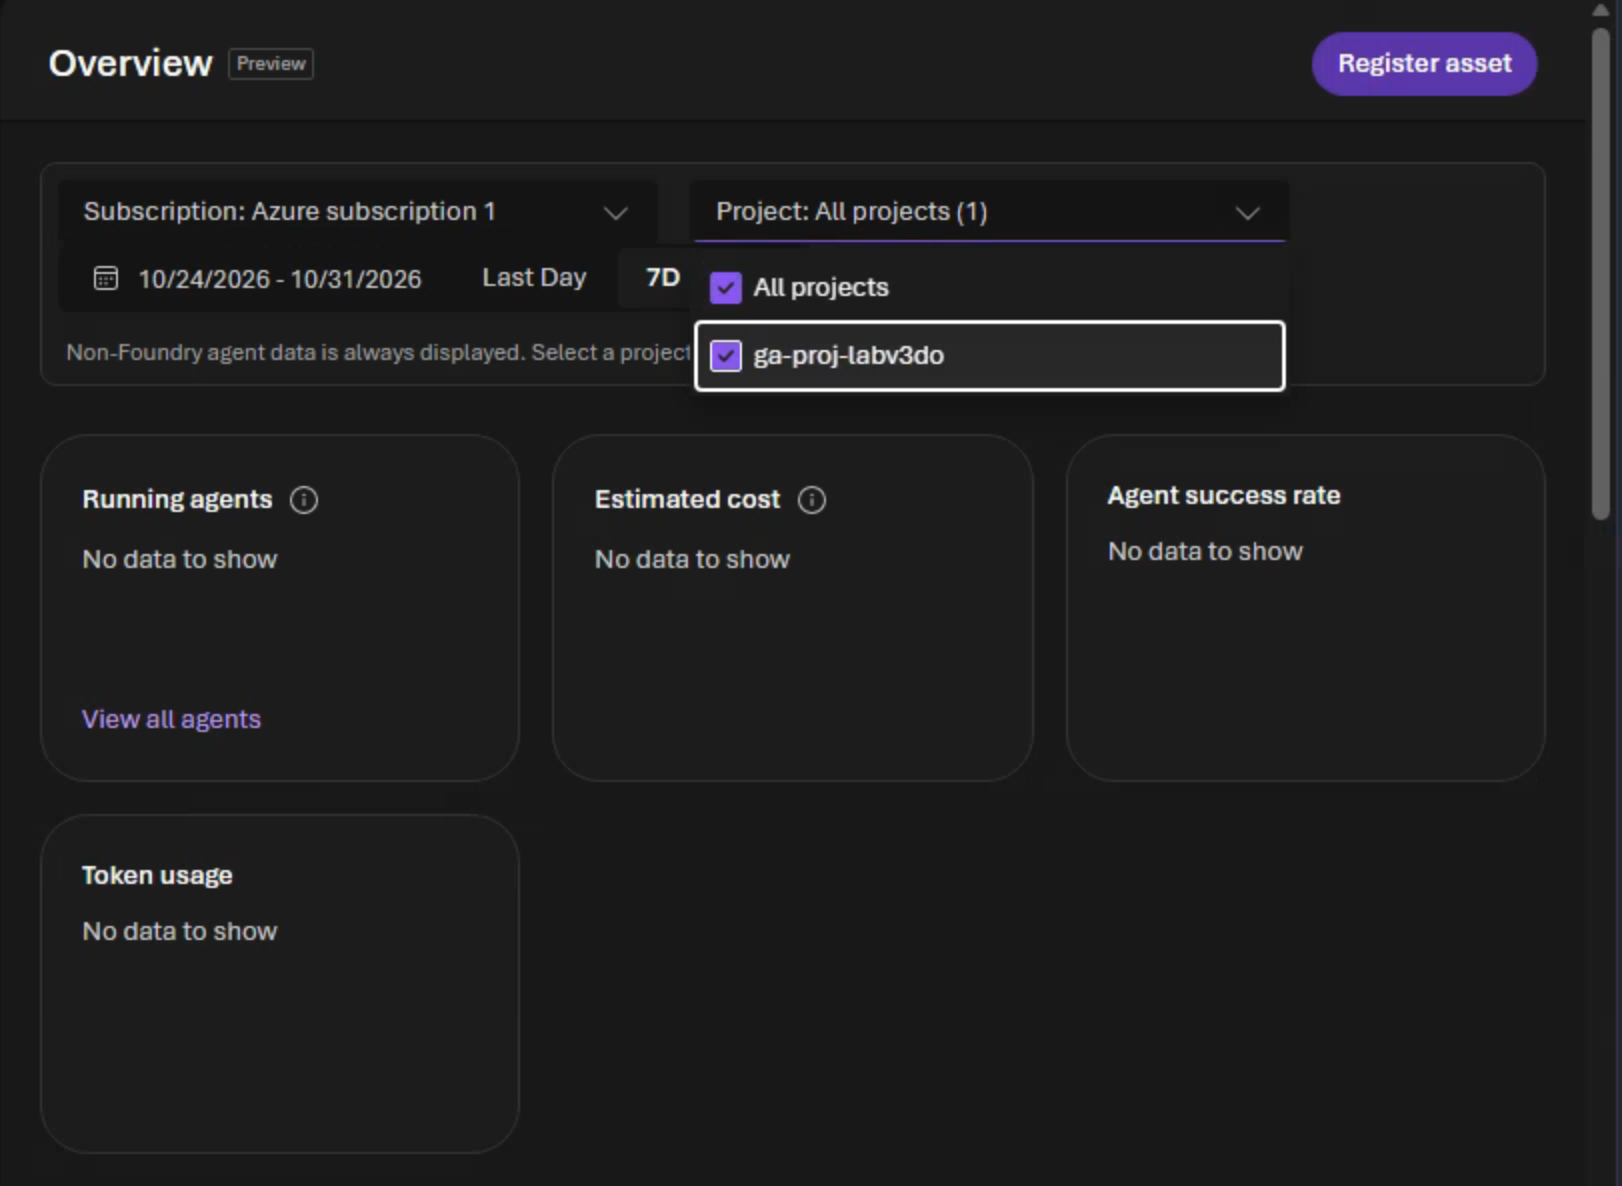 Overview
Preview
Register asset
Subscription: Azure subscription 1
Project: All projects (1)
10/24/2026 - 10/31/2026
Last Day
7D
All projects
Non-Foundry agent data is always displayed. Select a project
ga-proj-labv3do
Running agents
No data to show
View all agents
Estimated cost
No data to show
Agent success rate
No data to show
Token usage
No data to show